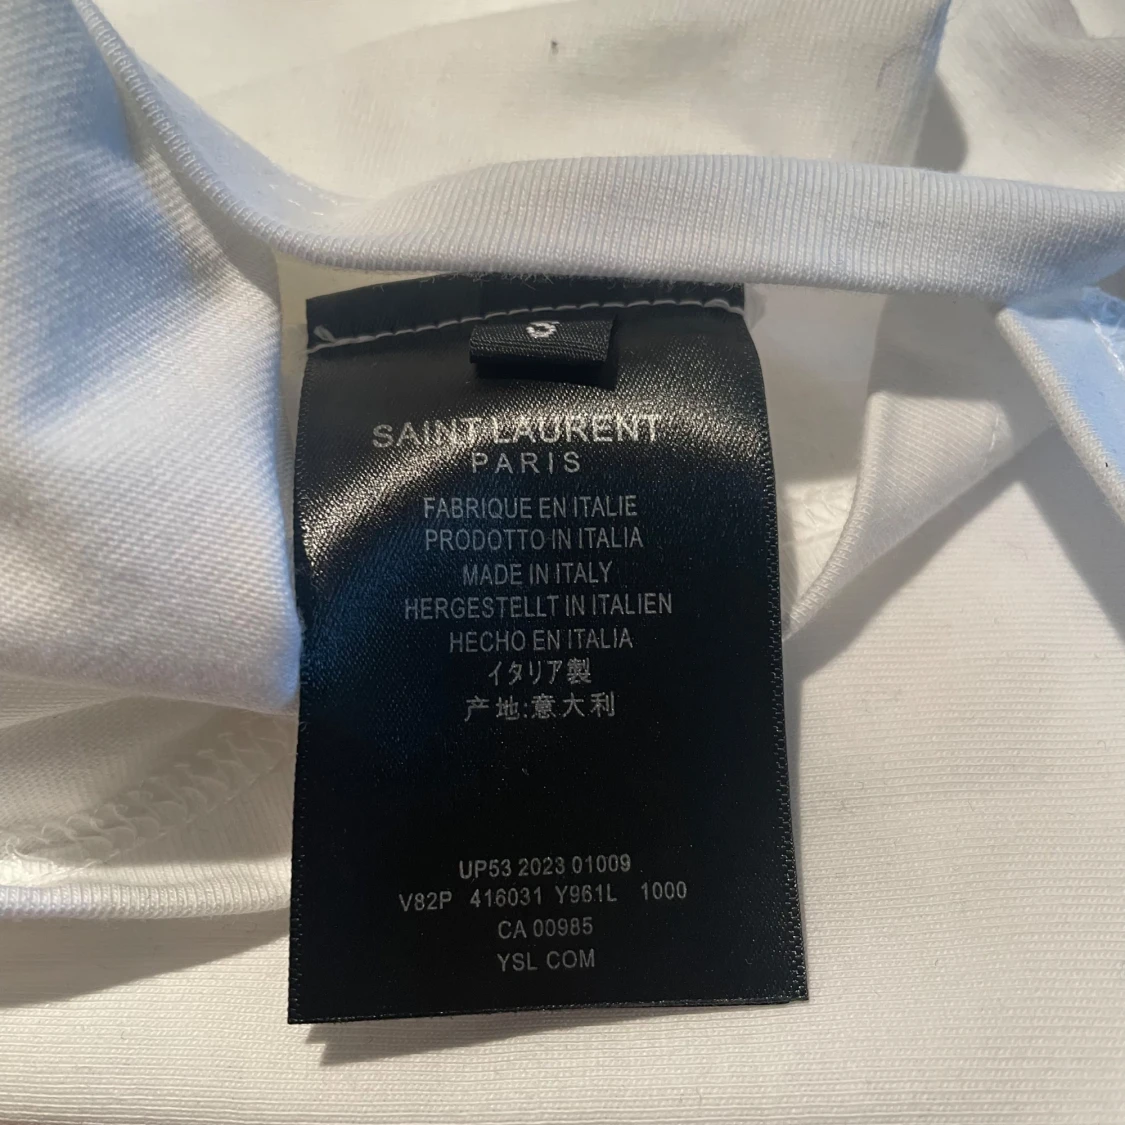 SAINT LAURENT
PARIS
FABRIQUE EN ITALIE
PRODOTTO IN ITALIA
MADE IN ITALY
HERGESTELLT IN ITALIEN
HECHO EN ITALIA
イタリア製
产地:意大利
UP53 2023 01009
V82P 416031 Y961L 1000
CA 00985
YSL COM